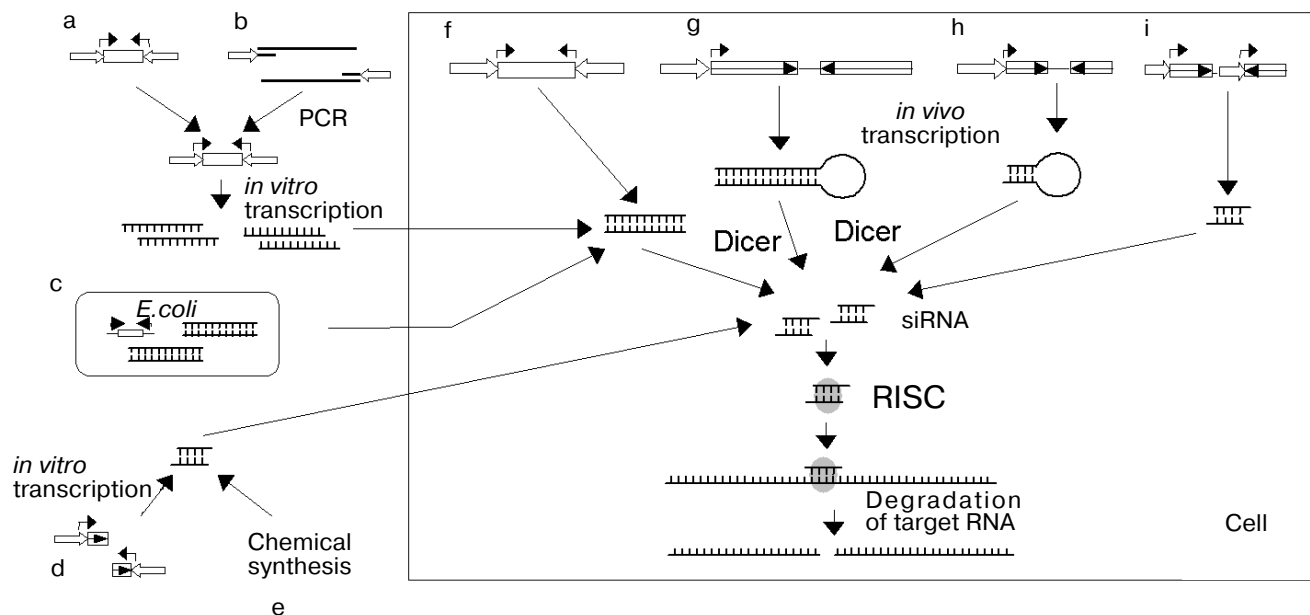 a
b
PCR
in vitro
transcription
c
E.coli
in vitro
transcription
d
Chemical
synthesis
e
f
g
h
i
in vivo
transcription
Dicer
Dicer
siRNA
RISC
Degradation
of target RNA
Cell